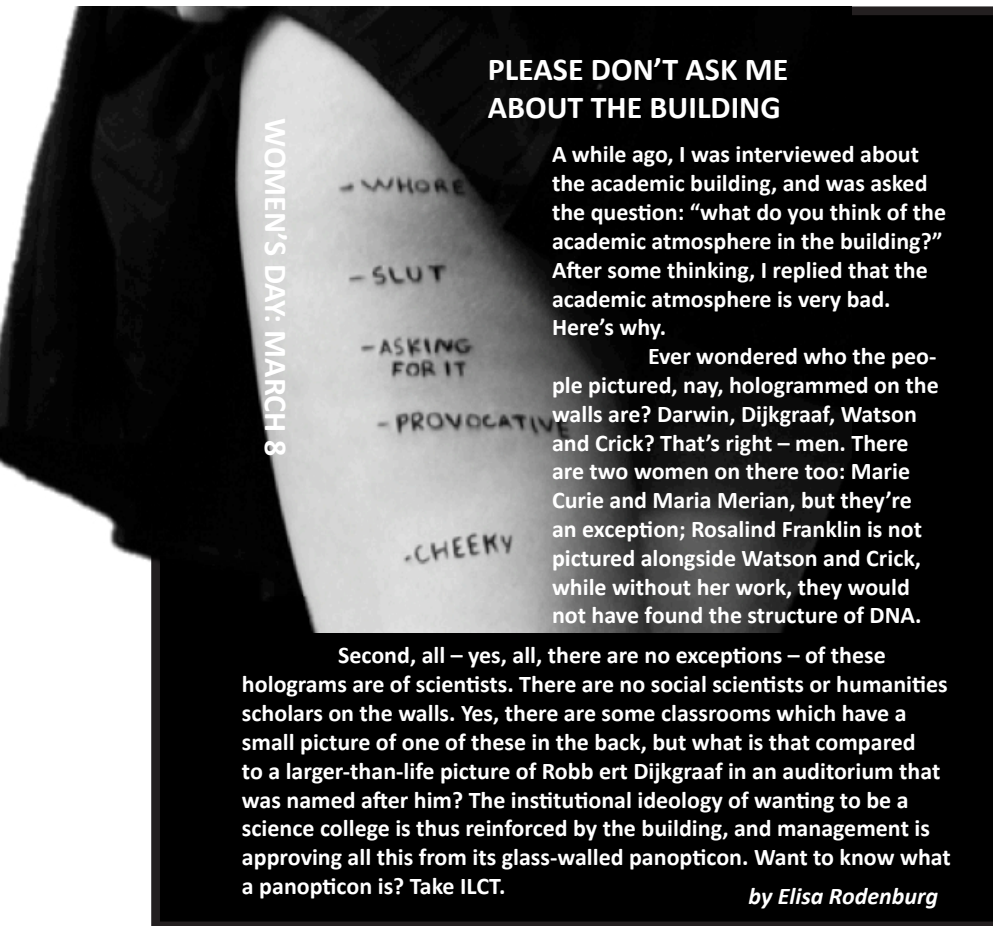 WOMEN'S DAY: MARCH 8
- WHORE
- SLUT
- ASKING
FOR IT
- PROVOCATIVE
- CHEEKY
PLEASE DON'T ASK ME
ABOUT THE BUILDING
A while ago, I was interviewed about
the academic building, and was asked
the question: “what do you think of the
academic atmosphere in the building?”
After some thinking, I replied that the
academic atmosphere is very bad.
Here's why.
Ever wondered who the peo-
ple pictured, nay, hologrammed on the
walls are? Darwin, Dijkgraaf, Watson
and Crick? That's right – men. There
are two women on there too: Marie
Curie and Maria Merian, but they're
an exception; Rosalind Franklin is not
pictured alongside Watson and Crick,
while without her work, they would
not have found the structure of DNA.
Second, all – yes, all, there are no exceptions – of these
holograms are of scientists. There are no social scientists or humanities
scholars on the walls. Yes, there are some classrooms which have a
small picture of one of these in the back, but what is that compared
to a larger-than-life picture of Robb ert Dijkgraaf in an auditorium that
was named after him? The institutional ideology of wanting to be a
science college is thus reinforced by the building, and management is
approving all this from its glass-walled panopticon. Want to know what
a panopticon is? Take ILCT.
by Elisa Rodenburg